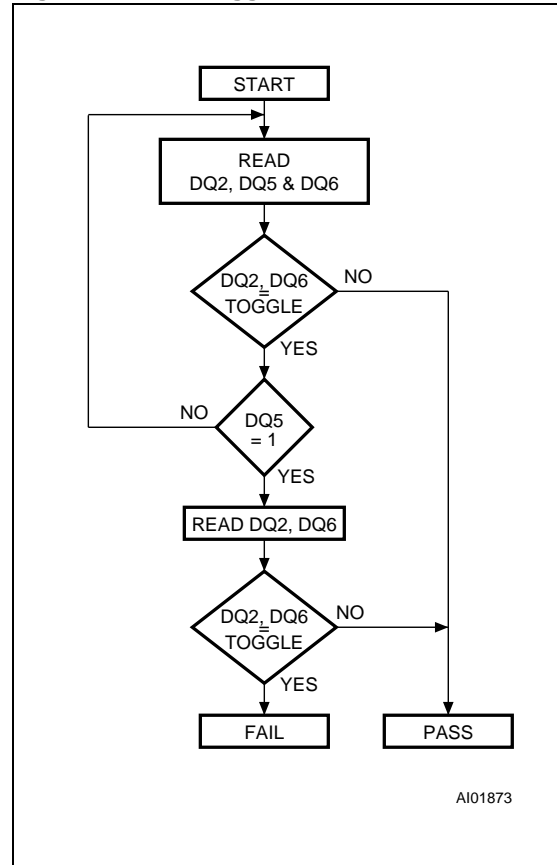 START
READ
DQ2, DQ5 & DQ6
DQ2, DQ6
=
TOGGLE
NO
YES
NO
DQ5
= 1
YES
READ DQ2, DQ6
DQ2, DQ6
=
TOGGLE
NO
YES
FAIL
PASS
AI01873